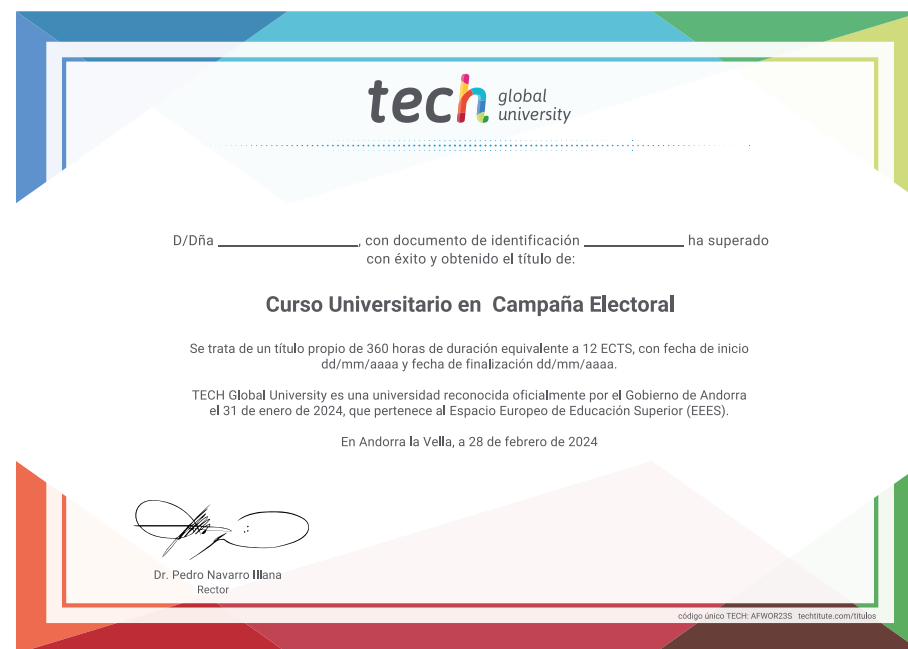 tech global university
D/Dña ____________________, con documento de identificación ______________ ha superado
con éxito y obtenido el título de:
Curso Universitario en Campaña Electoral
Se trata de un título propio de 360 horas de duración equivalente a 12 ECTS, con fecha de inicio
dd/mm/aaaa y fecha de finalización dd/mm/aaaa.
TECH Global University es una universidad reconocida oficialmente por el Gobierno de Andorra
el 31 de enero de 2024, que pertenece al Espacio Europeo de Educación Superior (EEES).
En Andorra la Vella, a 28 de febrero de 2024
Dr. Pedro Navarro Illana
Rector
código único TECH: AFWOR23S techtitute.com/titulos